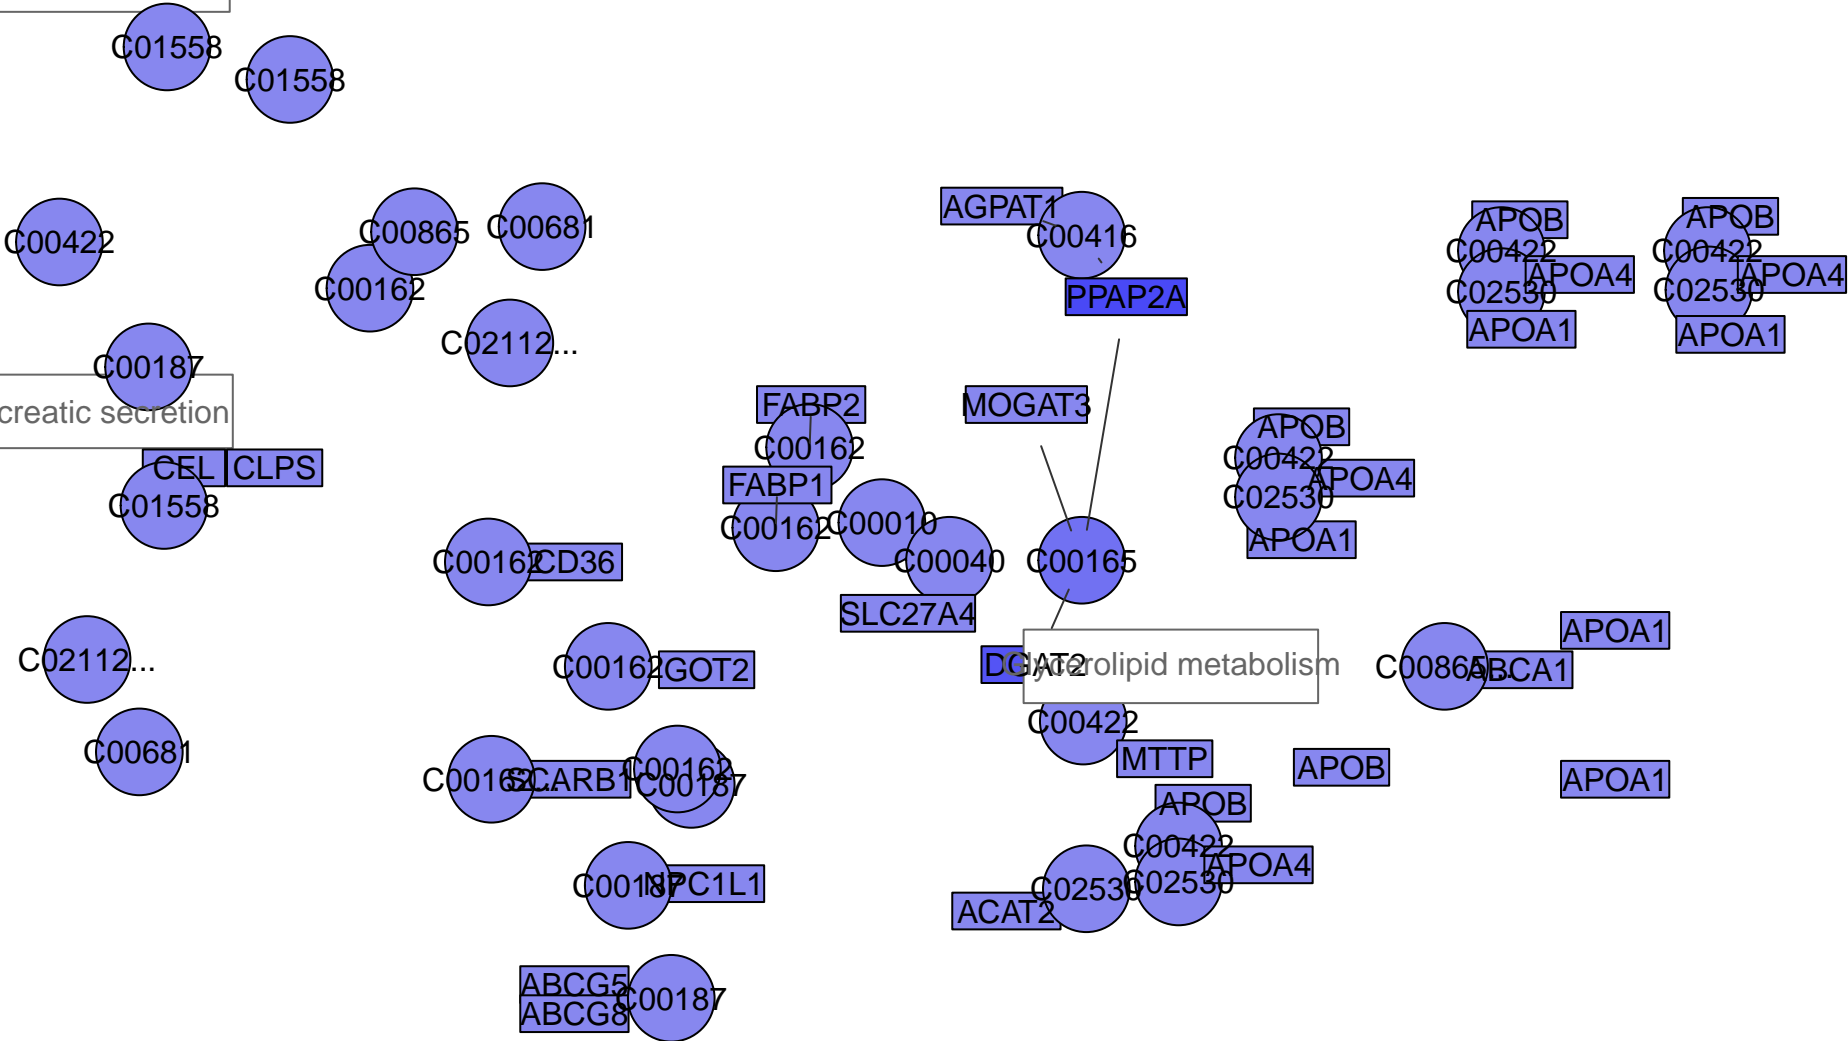 C01558
C01558
C00422
C00865
C00681
C00162
C02112...
AGPAT1
C00416
PPAP2A
APOB
C00422
APOA4
C02530
APOA1
APOB
C00422
APOA4
C02530
APOA1
C00187
creatic secretion
CEL
CLPS
C01558
FABP2
C00162
FABP1
C00162
C00010
C00040
SLC27A4
MOGAT3
C00165
APOB
C00422
APOA4
C02530
APOA1
C00162
CD36
C02112...
C00681
C00162
GOT2
DGAT2
Glycerolipid metabolism
C00422
MTTP
APOB
APOA1
C00865...
ABCA1
APOA1
C00162...
SCARB1
C00162
C00187
APOB
C00422
APOA4
C02530
C02530
ACAT2
C00187
NPC1L1
ABCG5
ABCG8
C00187